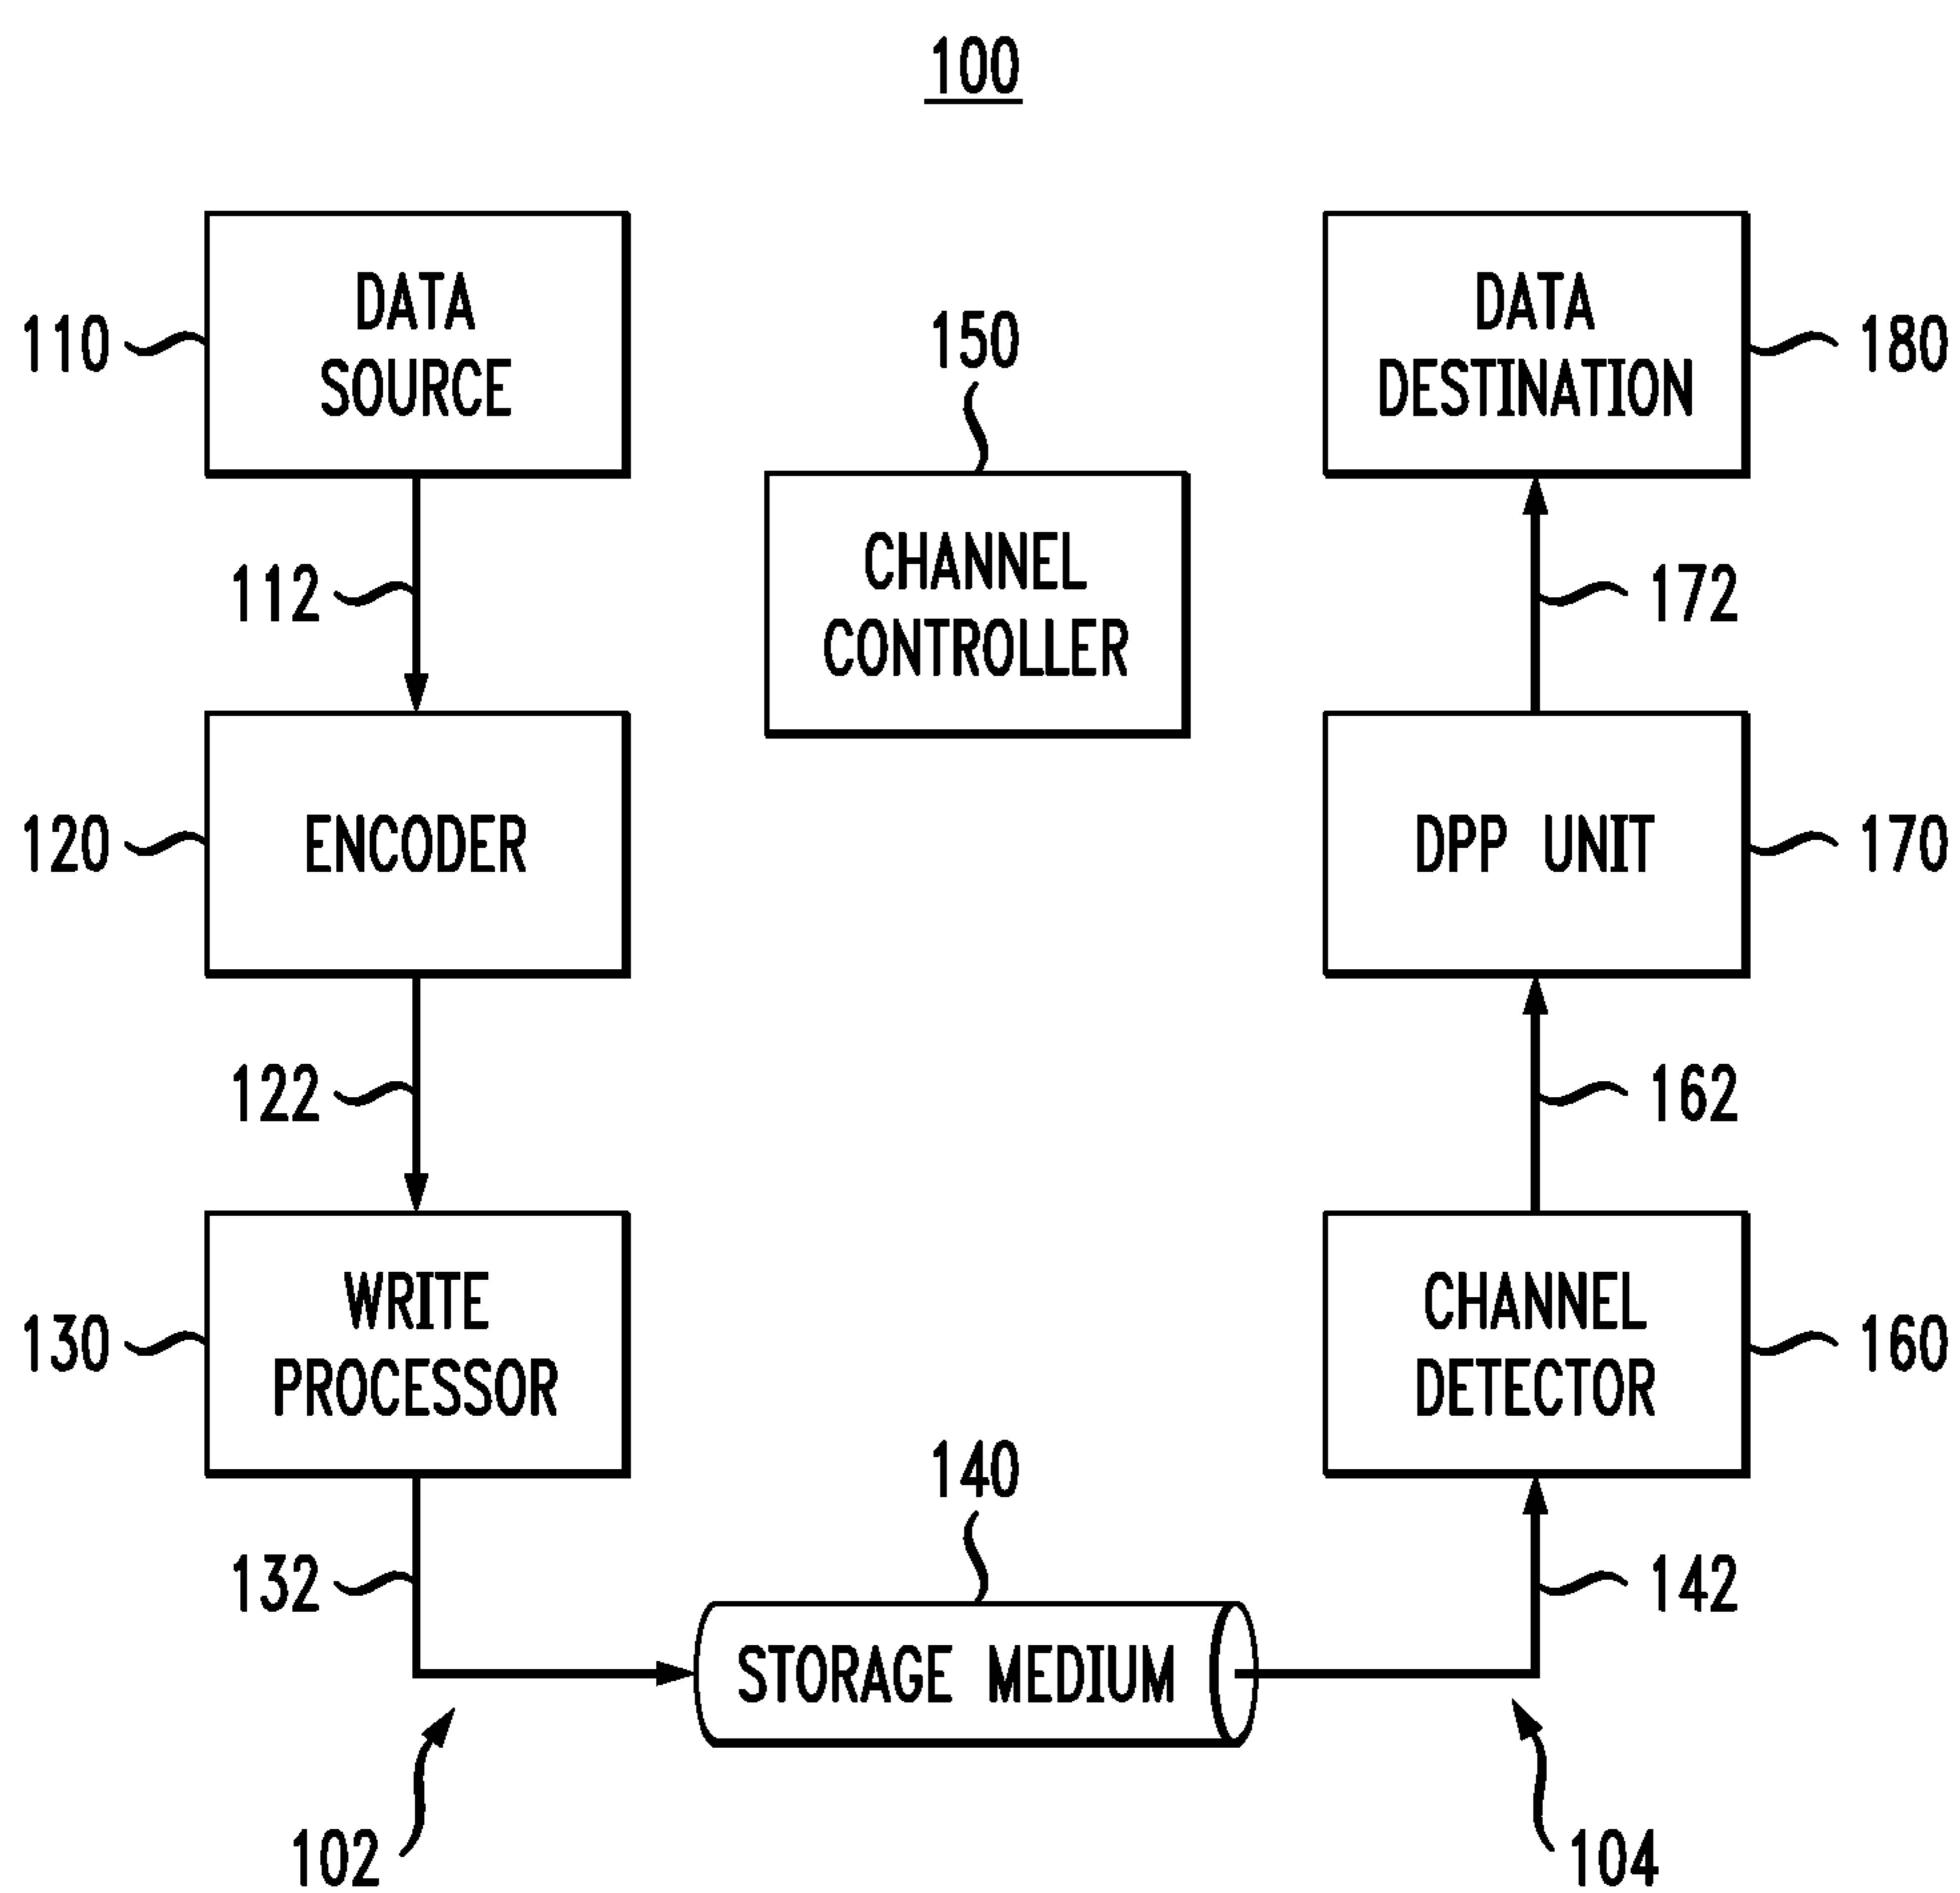 100
110
DATA
SOURCE
112
120
ENCODER
122
130
WRITE
PROCESSOR
132
102
140
STORAGE MEDIUM
150
CHANNEL
CONTROLLER
DATA
DESTINATION
180
172
DPP UNIT
170
162
CHANNEL
DETECTOR
160
142
104